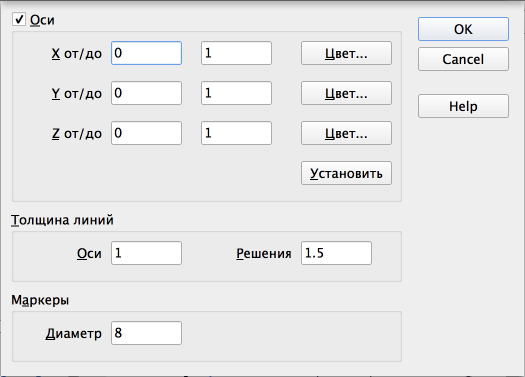 Оси
OK
X от/до 0 1 Цвет...
Cancel
Y от/до 0 1 Цвет...
Help
Z от/до 0 1 Цвет...
Установить
Толщина линий
Оси 1 Решения 1.5
Маркеры
Диаметр 8